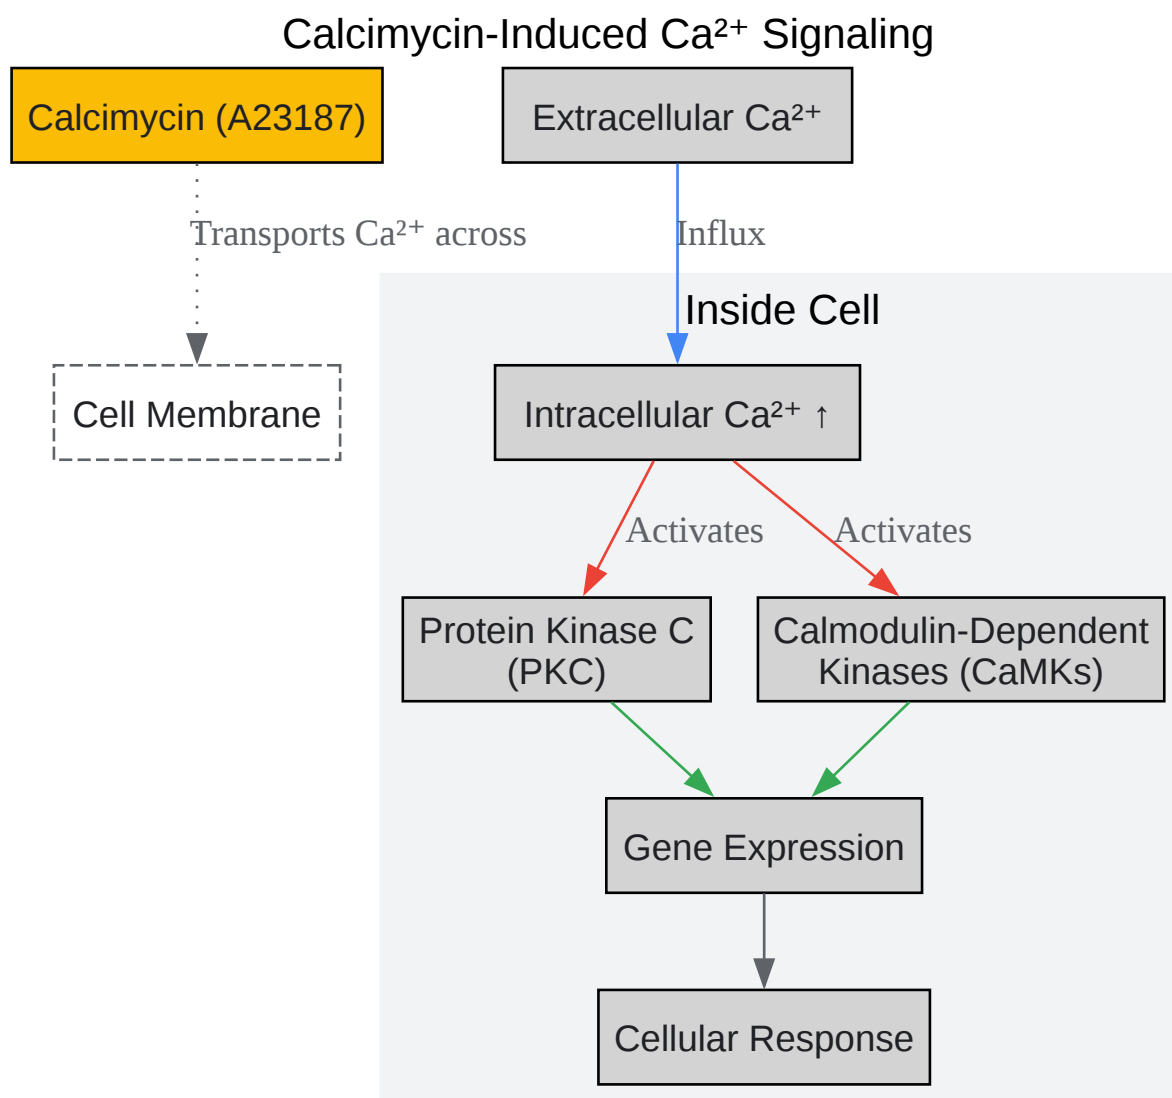 Calcimycin-Induced Ca²⁺ Signaling
Calcimycin (A23187)
Extracellular Ca²⁺
Transports Ca²⁺ across
Influx
Inside Cell
Cell Membrane
Intracellular Ca²⁺ ↑
Activates
Activates
Protein Kinase C
(PKC)
Calmodulin-Dependent
Kinases (CaMKs)
Gene Expression
Cellular Response